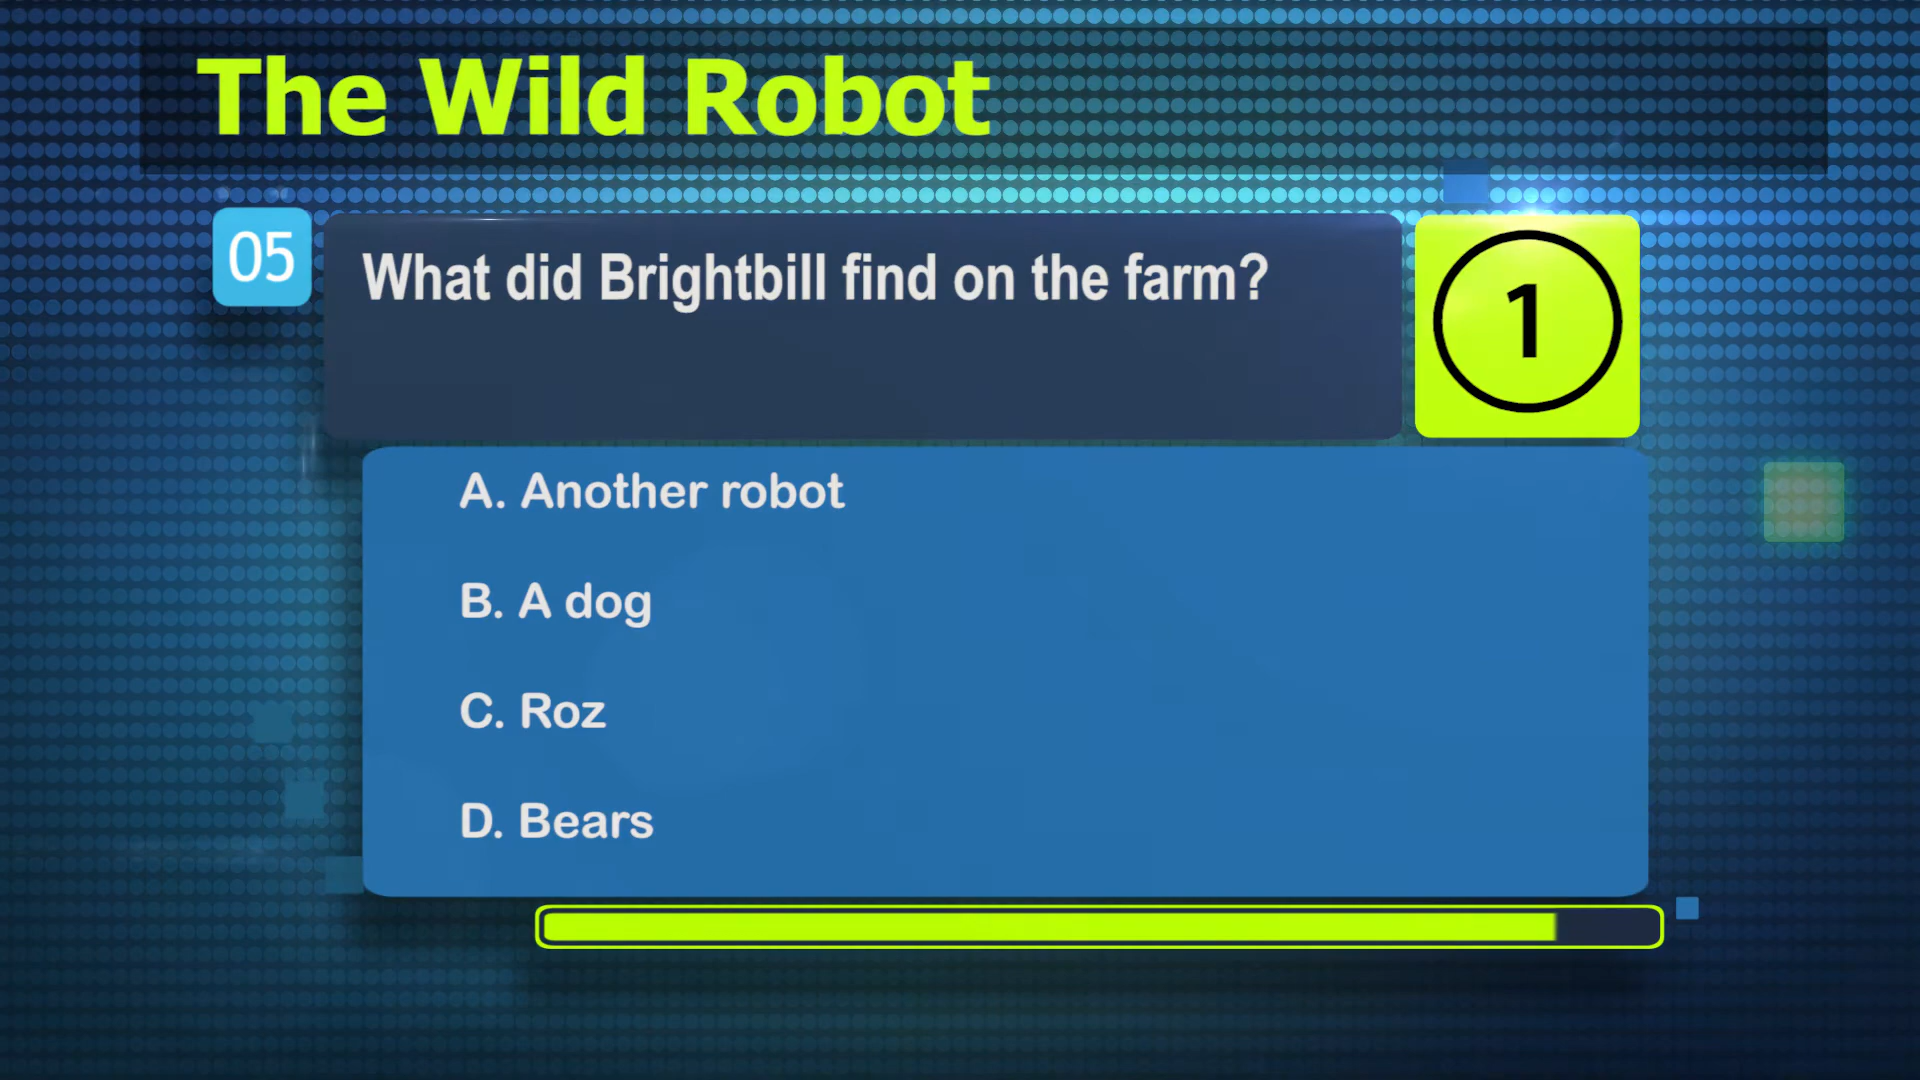 The Wild Robot
05
What did Brightbill find on the farm?
1
A. Another robot
B. A dog
C. Roz
D. Bears